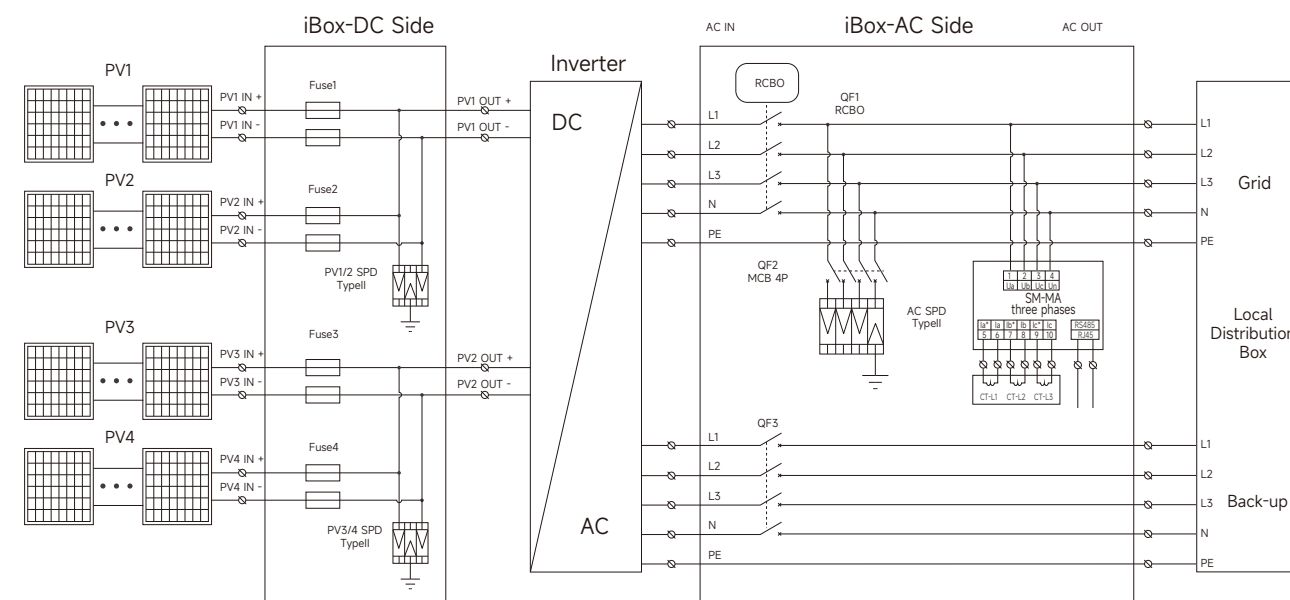 iBox-DC Side
AC IN
iBox-AC Side
AC OUT
Inverter
PV1
PV1 IN +
PV1 IN -
Fuse1
PV1 OUT +
PV1 OUT -
DC
RCBO
QF1
RCBO
L1
L2
L3
N
PE
L1
L2
L3
N
PE
Grid
PV2
PV2 IN +
PV2 IN -
Fuse2
PV1/2 SPD
TypeII
QF2
MCB 4P
AC SPD
TypeII
1 2 3 4
Ua Ub Uc Un
SM-MA
three phases
Ia* Ia Ib* Ib Ic* Ic
5 6 7 8 9 10
RS485
RJ45
CT-L1 CT-L2 CT-L3
Local
Distribution
Box
PV3
PV3 IN +
PV3 IN -
Fuse3
PV2 OUT +
PV2 OUT -
PV4
PV4 IN +
PV4 IN -
Fuse4
PV3/4 SPD
TypeII
AC
QF3
L1
L2
L3
N
PE
L1
L2
L3
N
PE
Back-up